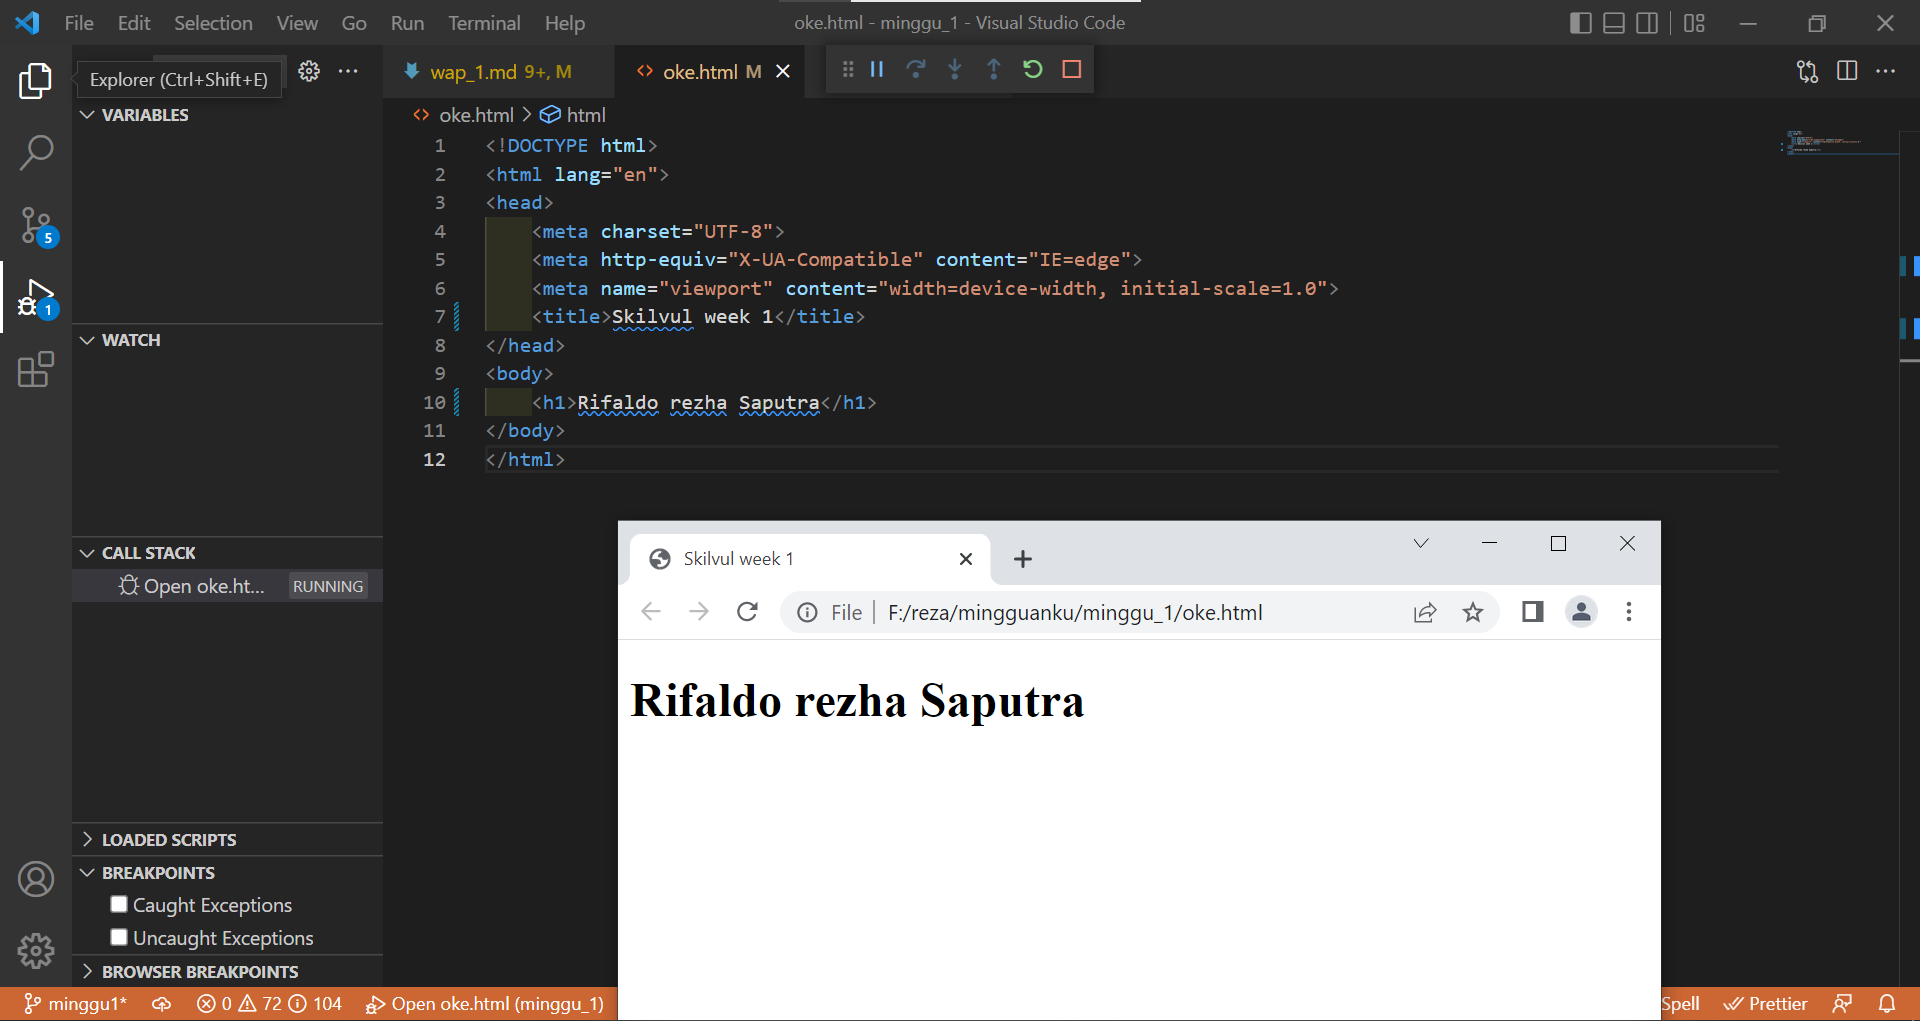 File Edit Selection View Go Run Terminal Help
oke.html - minggu_1 - Visual Studio Code
Explorer (Ctrl+Shift+E)
wap_1.md 9+, M
oke.html M
oke.html > html
VARIABLES
1 <!DOCTYPE html>
2 <html lang="en">
3 <head>
4 <meta charset="UTF-8">
5 <meta http-equiv="X-UA-Compatible" content="IE=edge">
6 <meta name="viewport" content="width=device-width, initial-scale=1.0">
7 <title>Skilvul week 1</title>
8 </head>
9 <body>
10 <h1>Rifaldo rezha Saputra</h1>
11 </body>
12 </html>
5
1
WATCH
CALL STACK
Open oke.ht... RUNNING
LOADED SCRIPTS
BREAKPOINTS
Caught Exceptions
Uncaught Exceptions
BROWSER BREAKPOINTS
Skilvul week 1
File F:/reza/mingguanku/minggu_1/oke.html
Rifaldo rezha Saputra
minggu1* 0 72 104 Open oke.html (minggu_1)
Spell Prettier